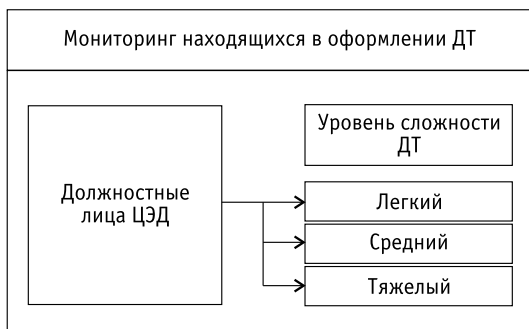 Мониторинг находящихся в оформлении ДТ
Должностные
лица ЦЭД
Уровень сложности
ДТ
Легкий
Средний
Тяжелый